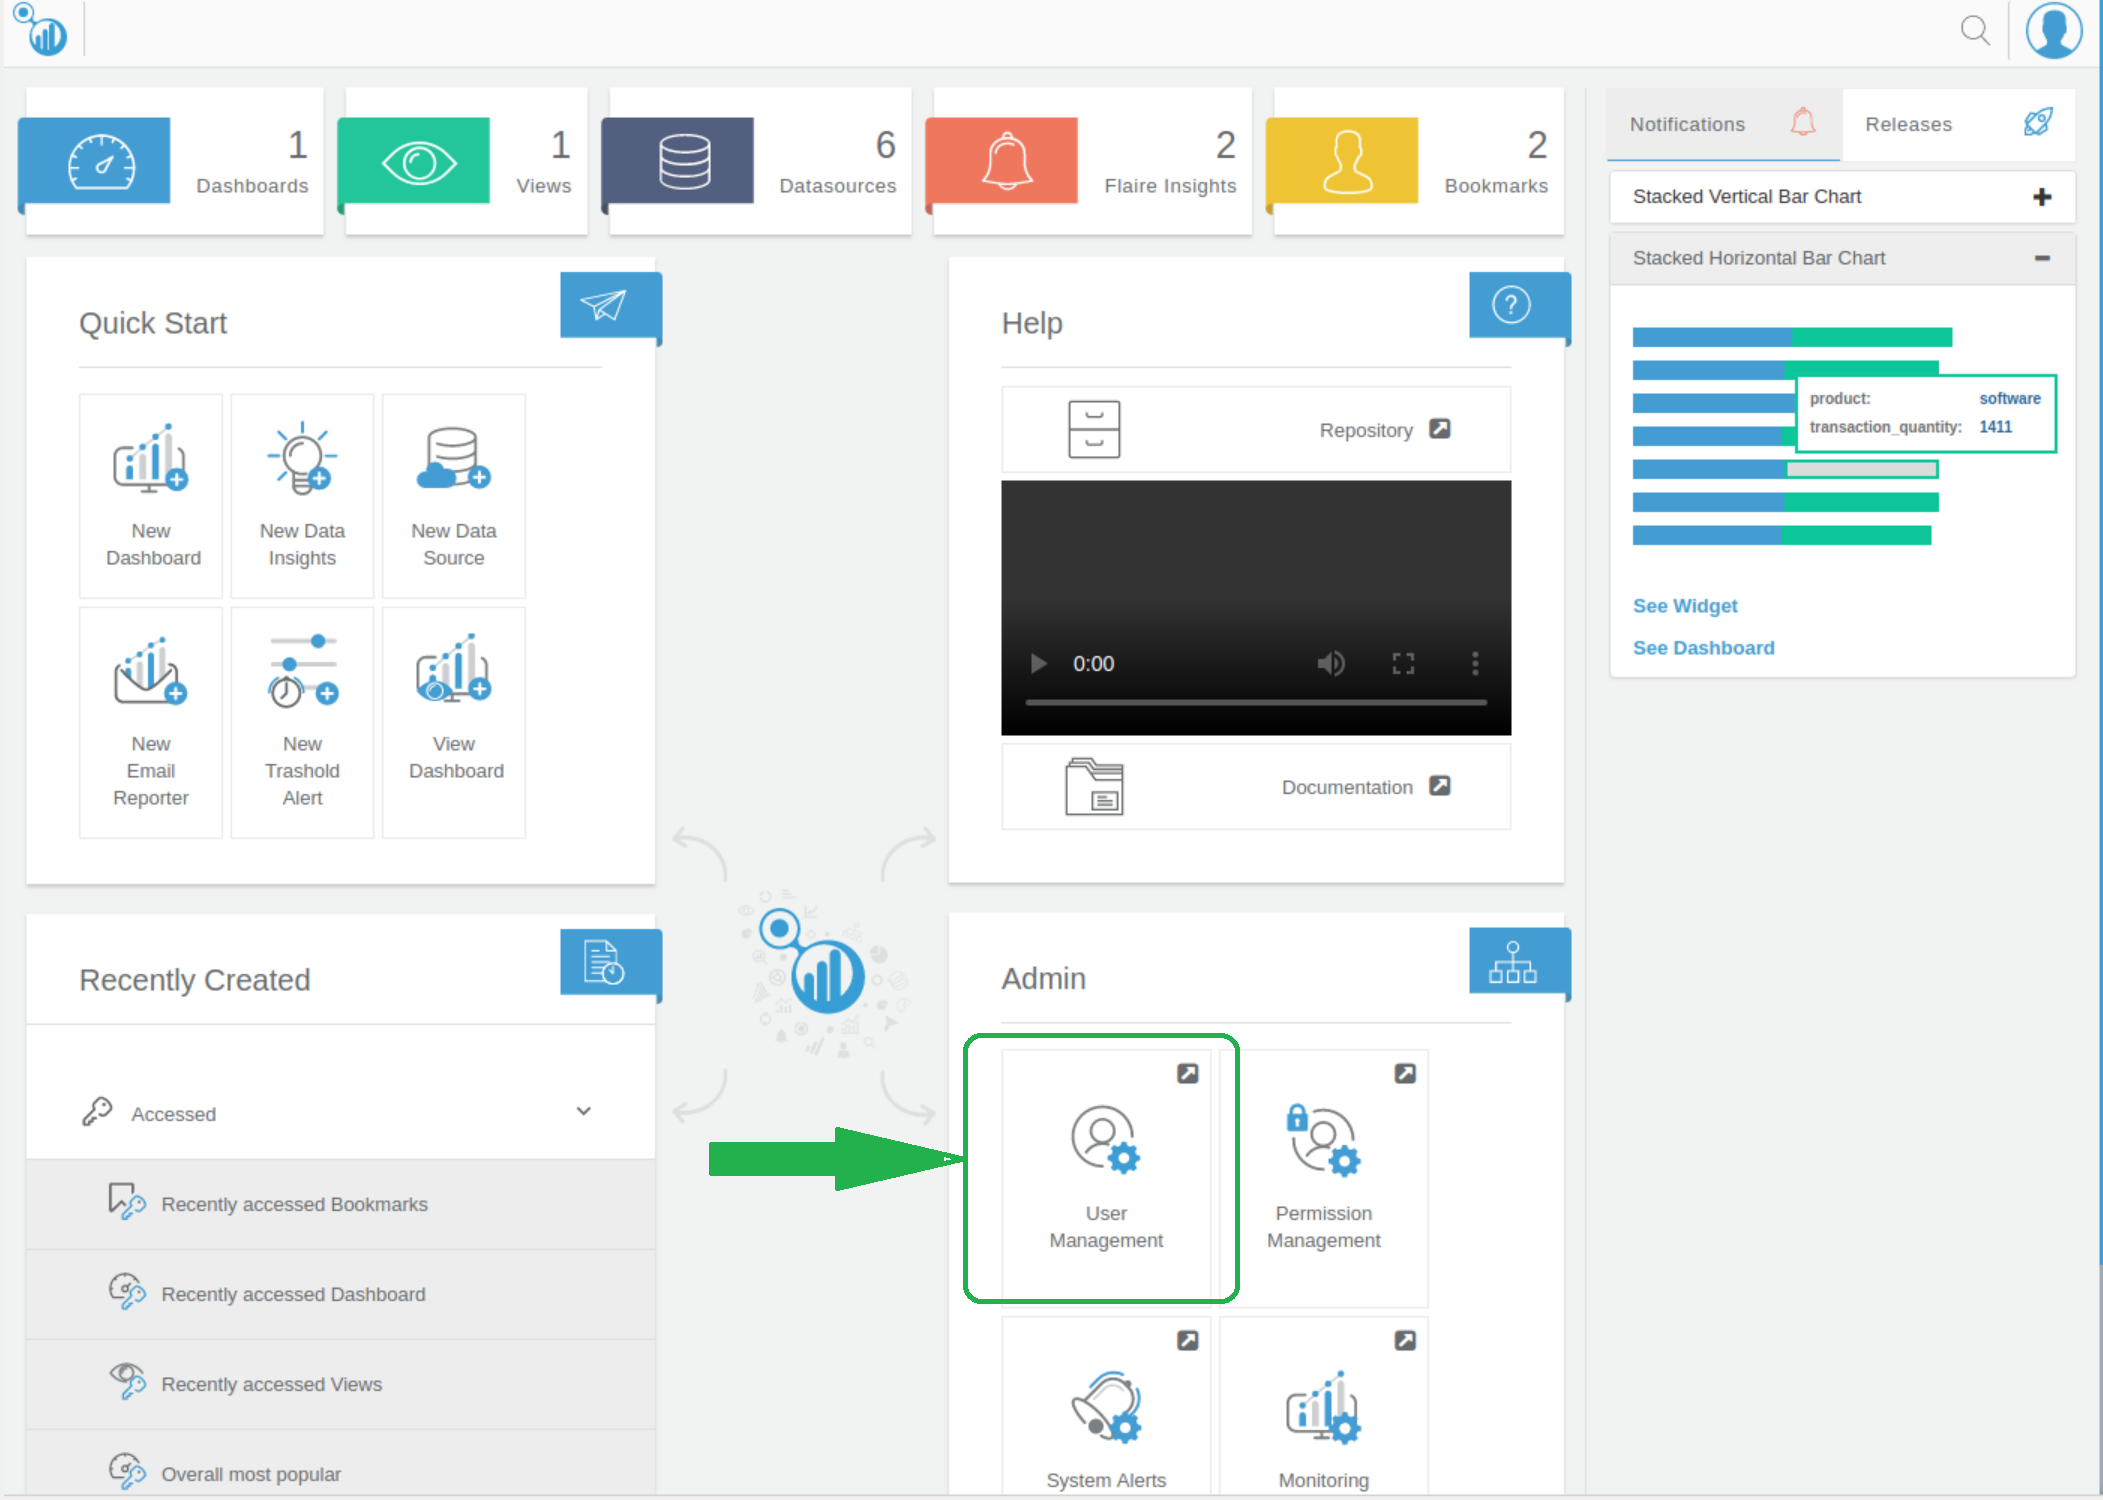 1
Dashboards
1
Views
6
Datasources
2
Flaire Insights
2
Bookmarks
Notifications
Releases
Stacked Vertical Bar Chart
Stacked Horizontal Bar Chart
product: software
transaction_quantity: 1411
See Widget
See Dashboard
Quick Start
New
Dashboard
New Data
Insights
New Data
Source
New
Email
Reporter
New
Trashold
Alert
View
Dashboard
Help
Repository
0:00
Documentation
Recently Created
Accessed
Recently accessed Bookmarks
Recently accessed Dashboard
Recently accessed Views
Overall most popular
Admin
User
Management
Permission
Management
System Alerts
Monitoring